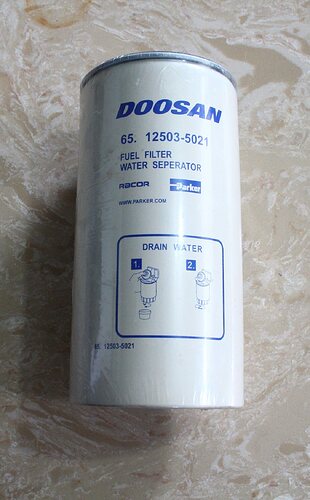 DOOSAN
65. 12503-5021
FUEL FILTER
WATER SEPERATOR
RACOR Parker
WWW.PARKER.COM
DRAIN WATER
1. 2.
65. 12503-5021